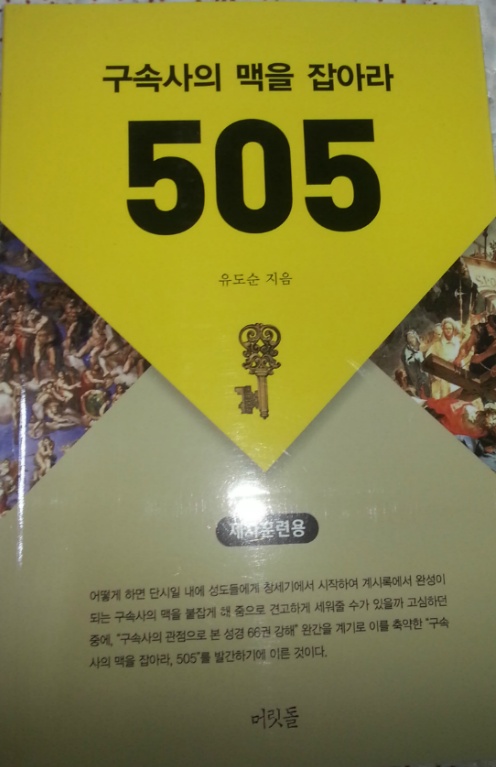 구속사의 맥을 잡아라
505
유도순 지음
제자훈련용
어떻게 하면 단시일 내에 성도들에게 창세기에서 시작하여 계시록에서 완성이
되는 구속사의 맥을 붙잡게 해 줌으로 견고하게 세워줄 수가 있을까 고심하던
중에, "구속사의 관점으로 본 성경 66권 강해" 완간을 계기로 이를 축약한 "구속
사의 맥을 잡아라, 505"를 발간하기에 이른 것이다.
머릿돌